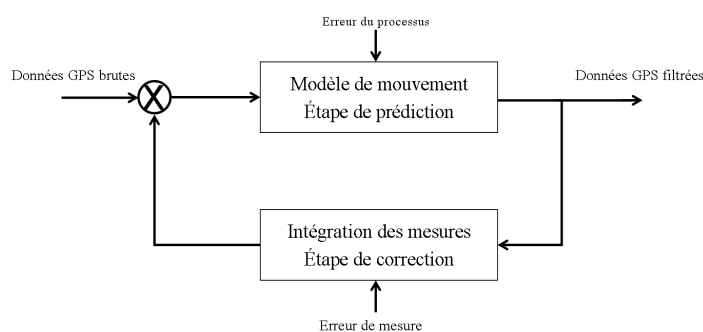 Erreur du processus
Données GPS brutes
Modèle de mouvement
Étape de prédiction
Données GPS filtrées
Intégration des mesures
Étape de correction
Erreur de mesure